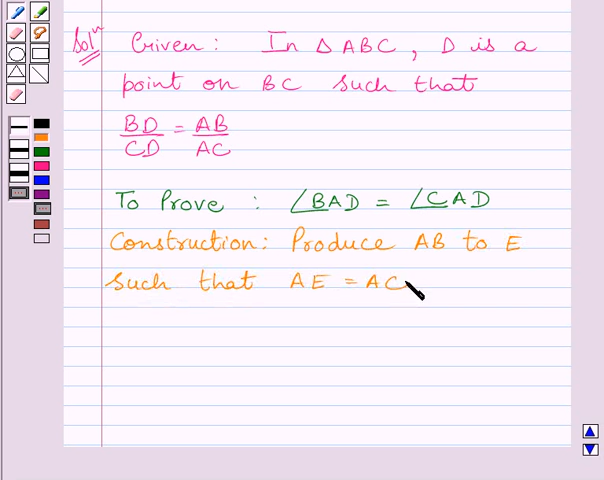 Solⁿ Given: In △ABC, D is a
point on BC such that
BD/CD = AB/AC
To Prove: ∠BAD = ∠CAD
Construction: Produce AB to E
such that AE = AC